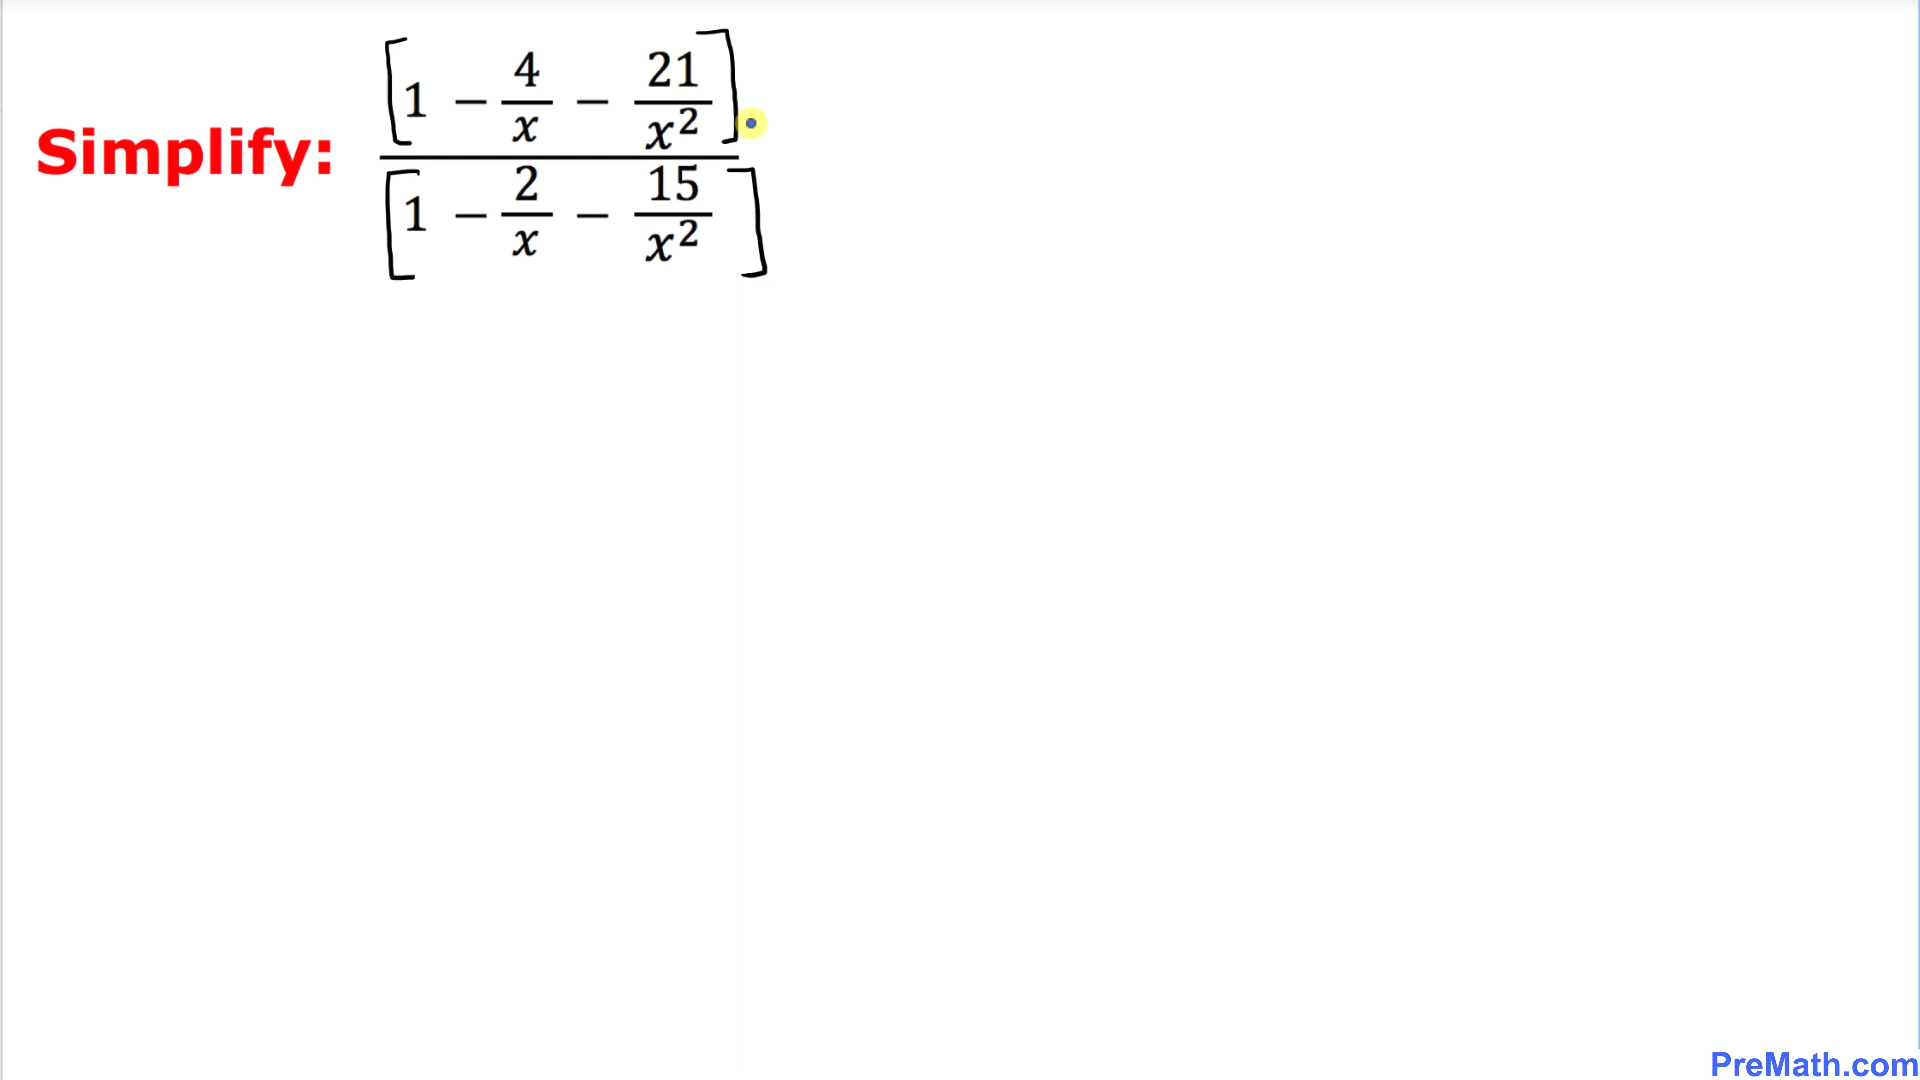 Simplify: [1 − 4/x − 21/x²]
[1 − 2/x − 15/x²]
PreMath.com